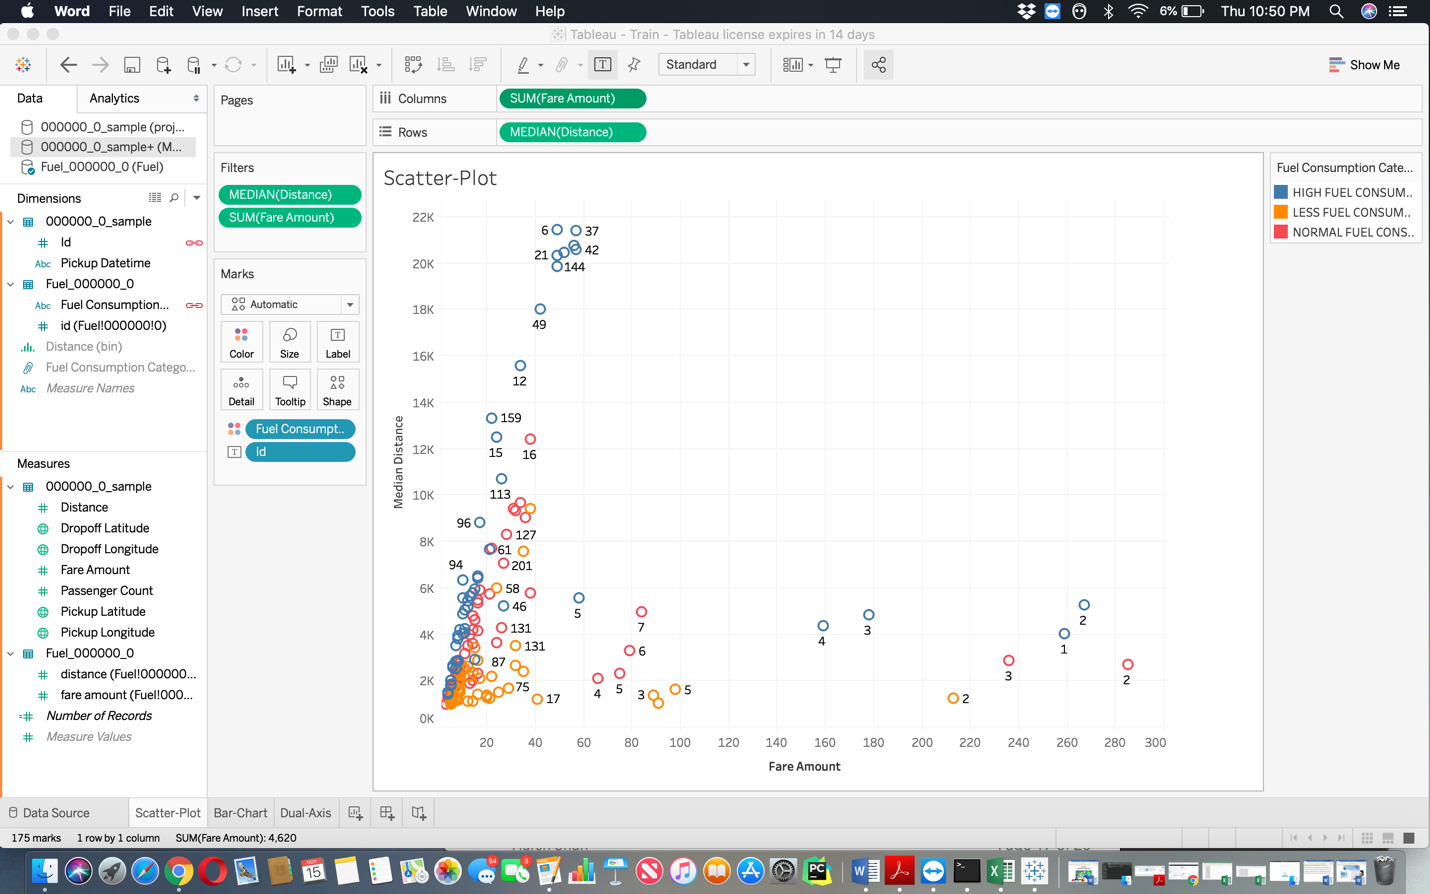 Word File Edit View Insert Format Tools Table Window Help 6% Thu 10:50 PM
Tableau - Train - Tableau license expires in 14 days
Standard Show Me
Data Analytics
000000_0_sample (proj...
000000_0_sample+ (M...
Fuel_000000_0 (Fuel)
Dimensions
000000_0_sample
Id
Abc Pickup Datetime
Fuel_000000_0
Abc Fuel Consumption...
id (Fuel!000000!0)
Distance (bin)
Fuel Consumption Catego...
Abc Measure Names
Measures
000000_0_sample
Distance
Dropoff Latitude
Dropoff Longitude
Fare Amount
Passenger Count
Pickup Latitude
Pickup Longitude
Fuel_000000_0
distance (Fuel!000000...
fare amount (Fuel!000...
Number of Records
Measure Values
Pages
Filters
MEDIAN(Distance)
SUM(Fare Amount)
Marks
Automatic
Color Size Label
Detail Tooltip Shape
Fuel Consumpt..
Id
Columns SUM(Fare Amount)
Rows MEDIAN(Distance)
Scatter-Plot
Median Distance
22K
20K
18K
16K
14K
12K
10K
8K
6K
4K
2K
0K
6 37
21 42
144
49
12
159
15 16
113
96
127
61
94 201
58
46 5
7
131
131
87
6
75
17
4 5 3 5
4 3 2
1
3 2
2
20 40 60 80 100 120 140 160 180 200 220 240 260 280 300
Fare Amount
Fuel Consumption Cate...
HIGH FUEL CONSUM..
LESS FUEL CONSUM..
NORMAL FUEL CONS..
Data Source Scatter-Plot Bar-Chart Dual-Axis
175 marks 1 row by 1 column SUM(Fare Amount): 4,620
NOV
15
64
8
PC